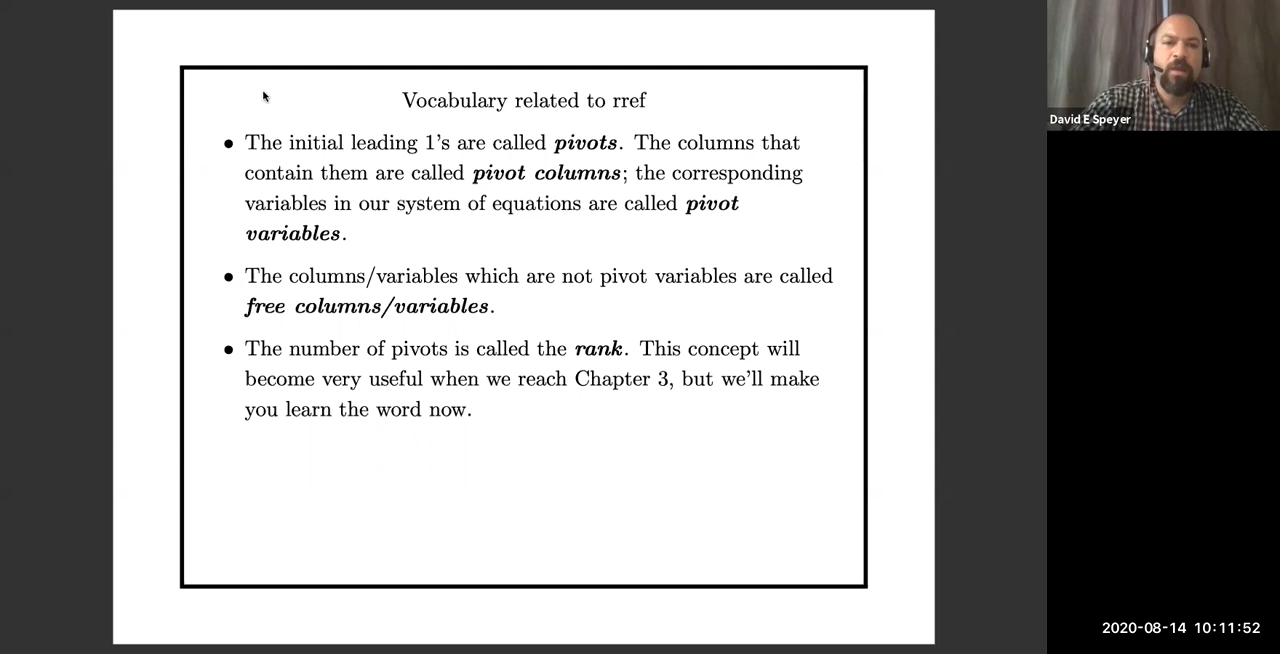 Vocabulary related to rref
• The initial leading 1's are called pivots. The columns that
contain them are called pivot columns; the corresponding
variables in our system of equations are called pivot
variables.
• The columns/variables which are not pivot variables are called
free columns/variables.
• The number of pivots is called the rank. This concept will
become very useful when we reach Chapter 3, but we'll make
you learn the word now.
David E Speyer
2020-08-14 10:11:52